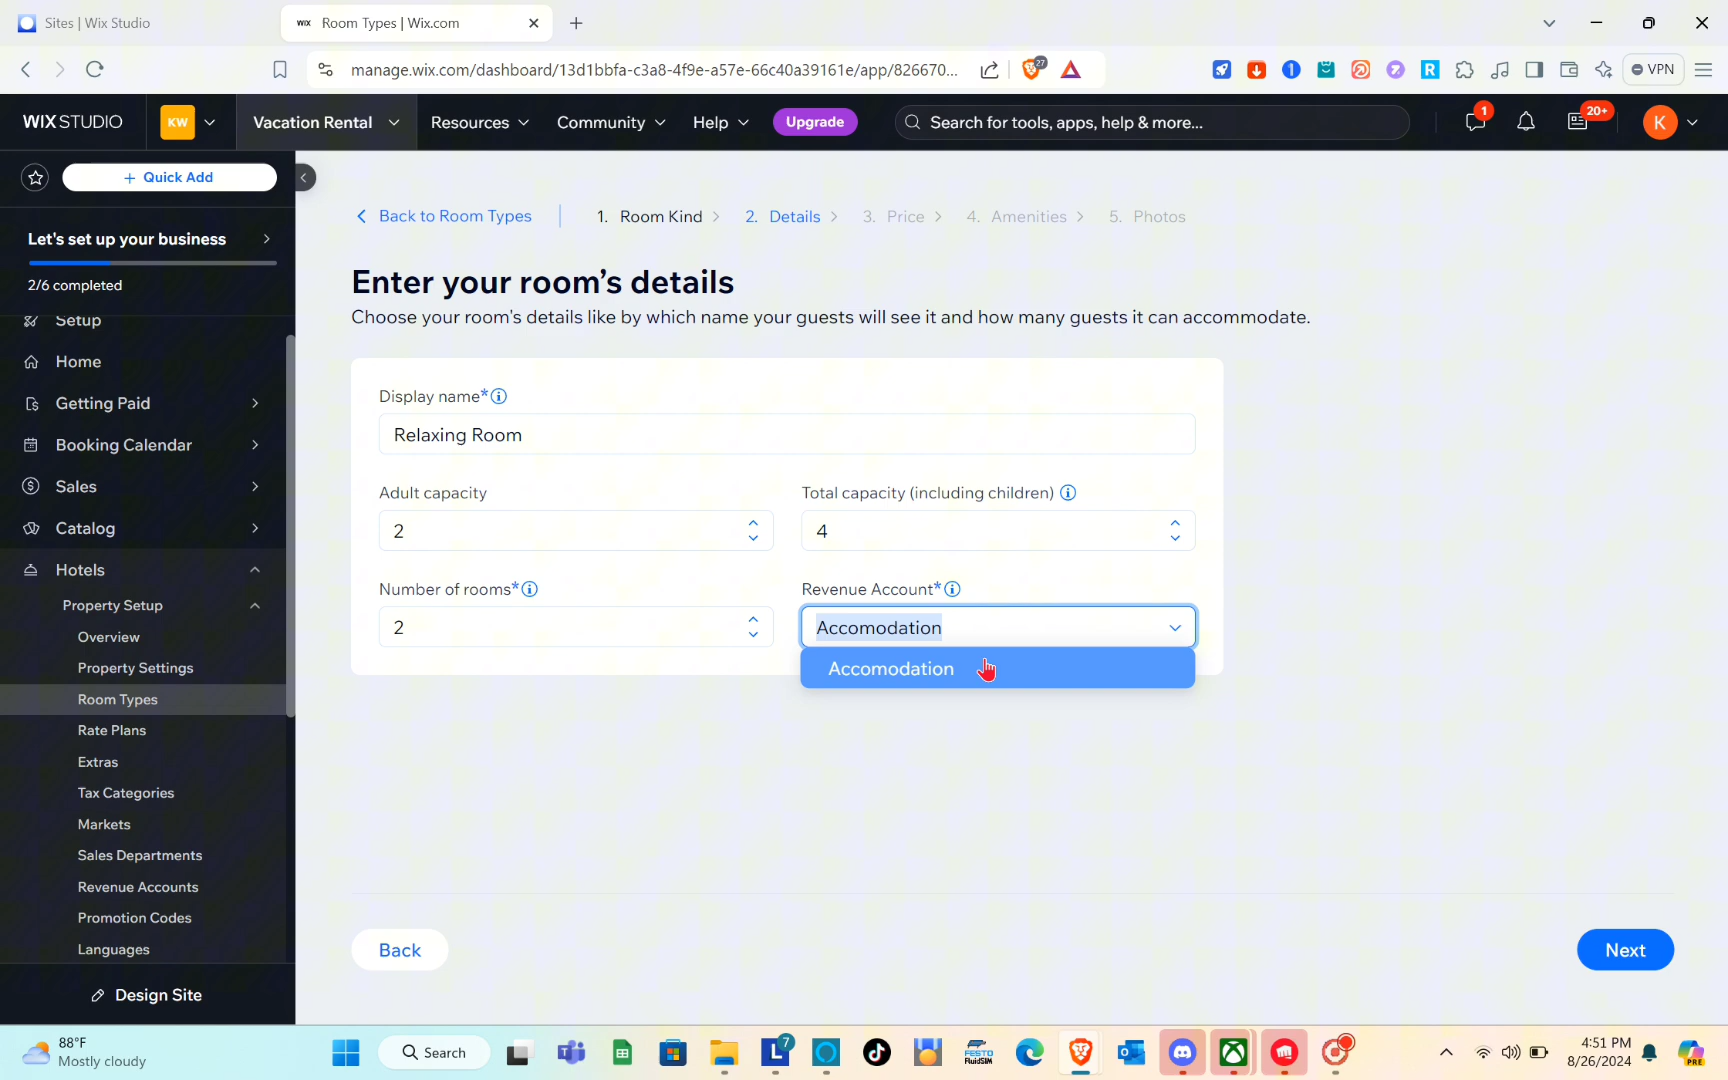 Sites | Wix Studio
WIX Room Types | Wix.com
manage.wix.com/dashboard/13d1bbfa-c3a8-4f9e-a57e-66c40a39161e/app/826670...
27
VPN
WIX STUDIO
KW
Vacation Rental
Resources
Community
Help
Upgrade
Search for tools, apps, help & more...
1
20+
K
+ Quick Add
Let's set up your business
2/6 completed
Setup
Home
Getting Paid
Booking Calendar
Sales
Catalog
Hotels
Property Setup
Overview
Property Settings
Room Types
Rate Plans
Extras
Tax Categories
Markets
Sales Departments
Revenue Accounts
Promotion Codes
Languages
Design Site
Back to Room Types
1. Room Kind > 2. Details > 3. Price > 4. Amenities > 5. Photos
Enter your room's details
Choose your room's details like by which name your guests will see it and how many guests it can accommodate.
Display name*
Relaxing Room
Adult capacity
2
Total capacity (including children)
4
Number of rooms*
2
Revenue Account*
Accomodation
Accomodation
Back
Next
88°F
Mostly cloudy
Search
L
7
FESTO
FluidSIM
4:51 PM
8/26/2024
PRE